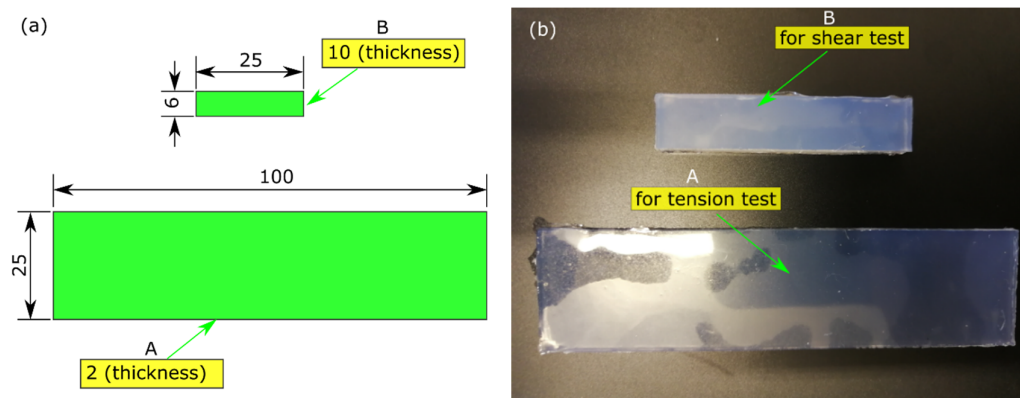 (a)
B
10 (thickness)
25
6
100
25
A
2 (thickness)
(b)
B
for shear test
A
for tension test